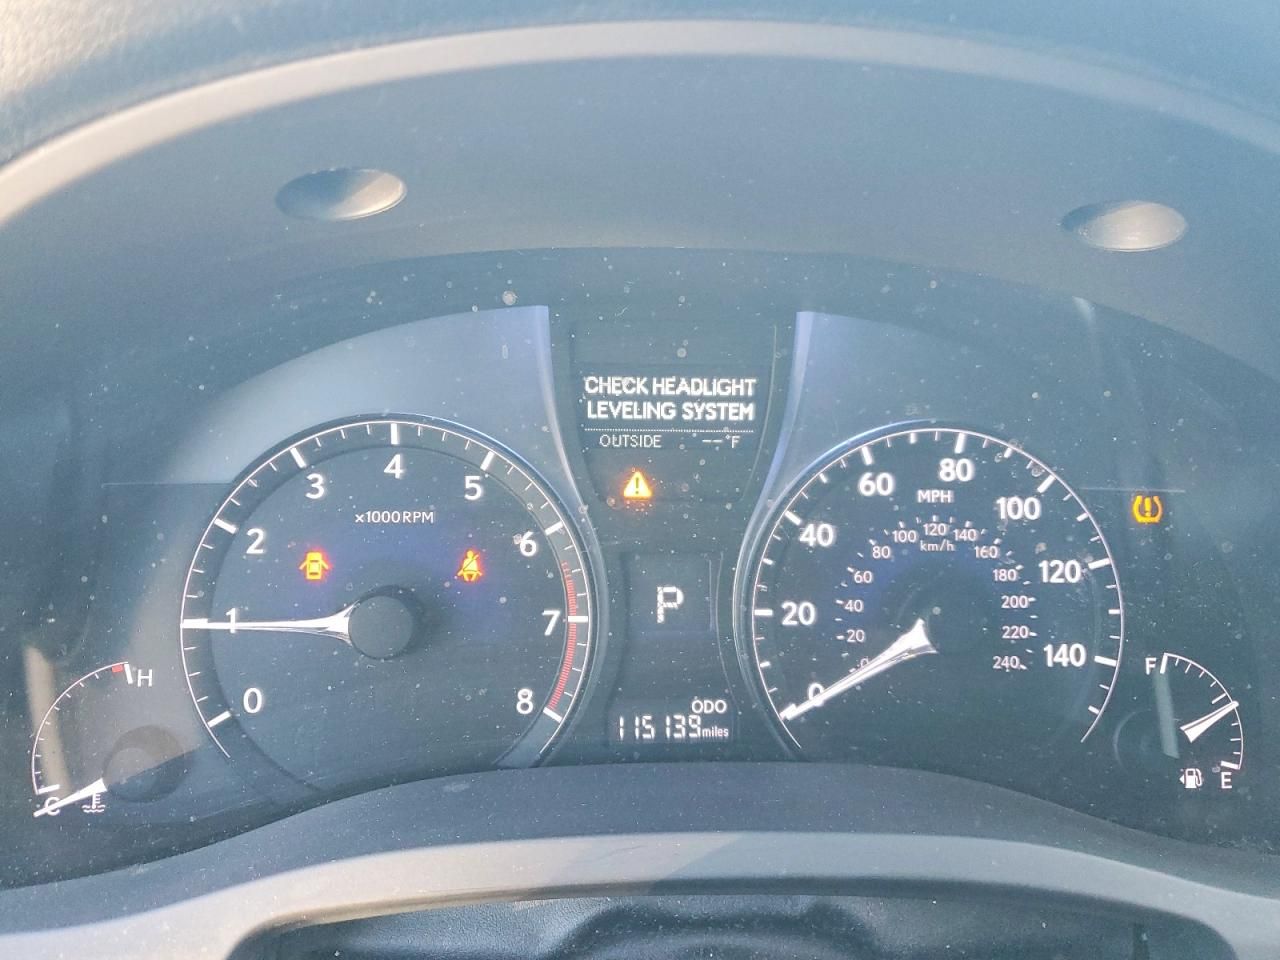 CHECK HEADLIGHT
LEVELING SYSTEM
OUTSIDE --°F
0 1 2 3 4 5 6 7 8
x1000RPM
H
C
P
ODO
115139 miles
0 20 40 60 80 100 120 140
MPH
0 20 40 60 80 100 120 140 160 180 200 220 240
km/h
F
E